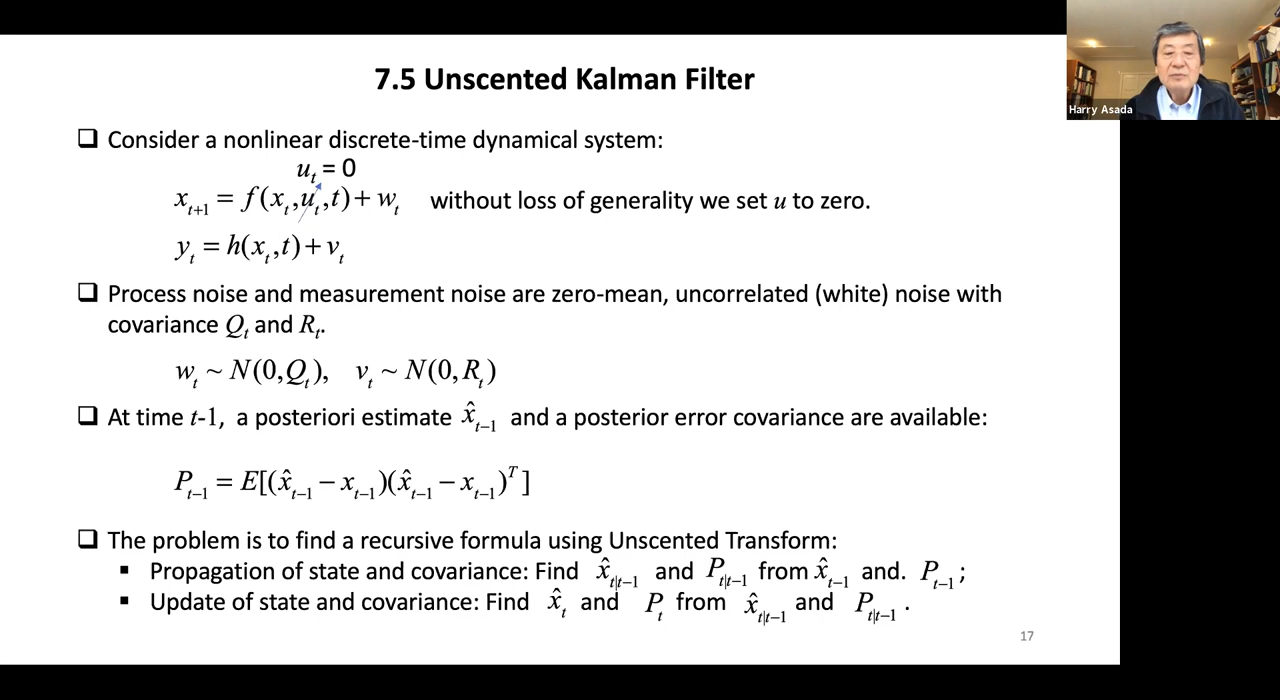 7.5 Unscented Kalman Filter
Harry Asada
❑ Consider a nonlinear discrete-time dynamical system:
u_t = 0
x_{t+1} = f(x_t, u_t, t) + w_t without loss of generality we set u to zero.
y_t = h(x_t, t) + v_t
❑ Process noise and measurement noise are zero-mean, uncorrelated (white) noise with
covariance Q_t and R_t.
w_t ~ N(0, Q_t), v_t ~ N(0, R_t)
❑ At time t-1, a posteriori estimate x̂_{t−1} and a posterior error covariance are available:
P_{t−1} = E[(x̂_{t−1} − x_{t−1})(x̂_{t−1} − x_{t−1})^T]
❑ The problem is to find a recursive formula using Unscented Transform:
▪ Propagation of state and covariance: Find x̂_{t|t−1} and P_{t|t−1} from x̂_{t−1} and. P_{t−1} ;
▪ Update of state and covariance: Find x̂_t and P_t from x̂_{t|t−1} and P_{t|t−1} .
17